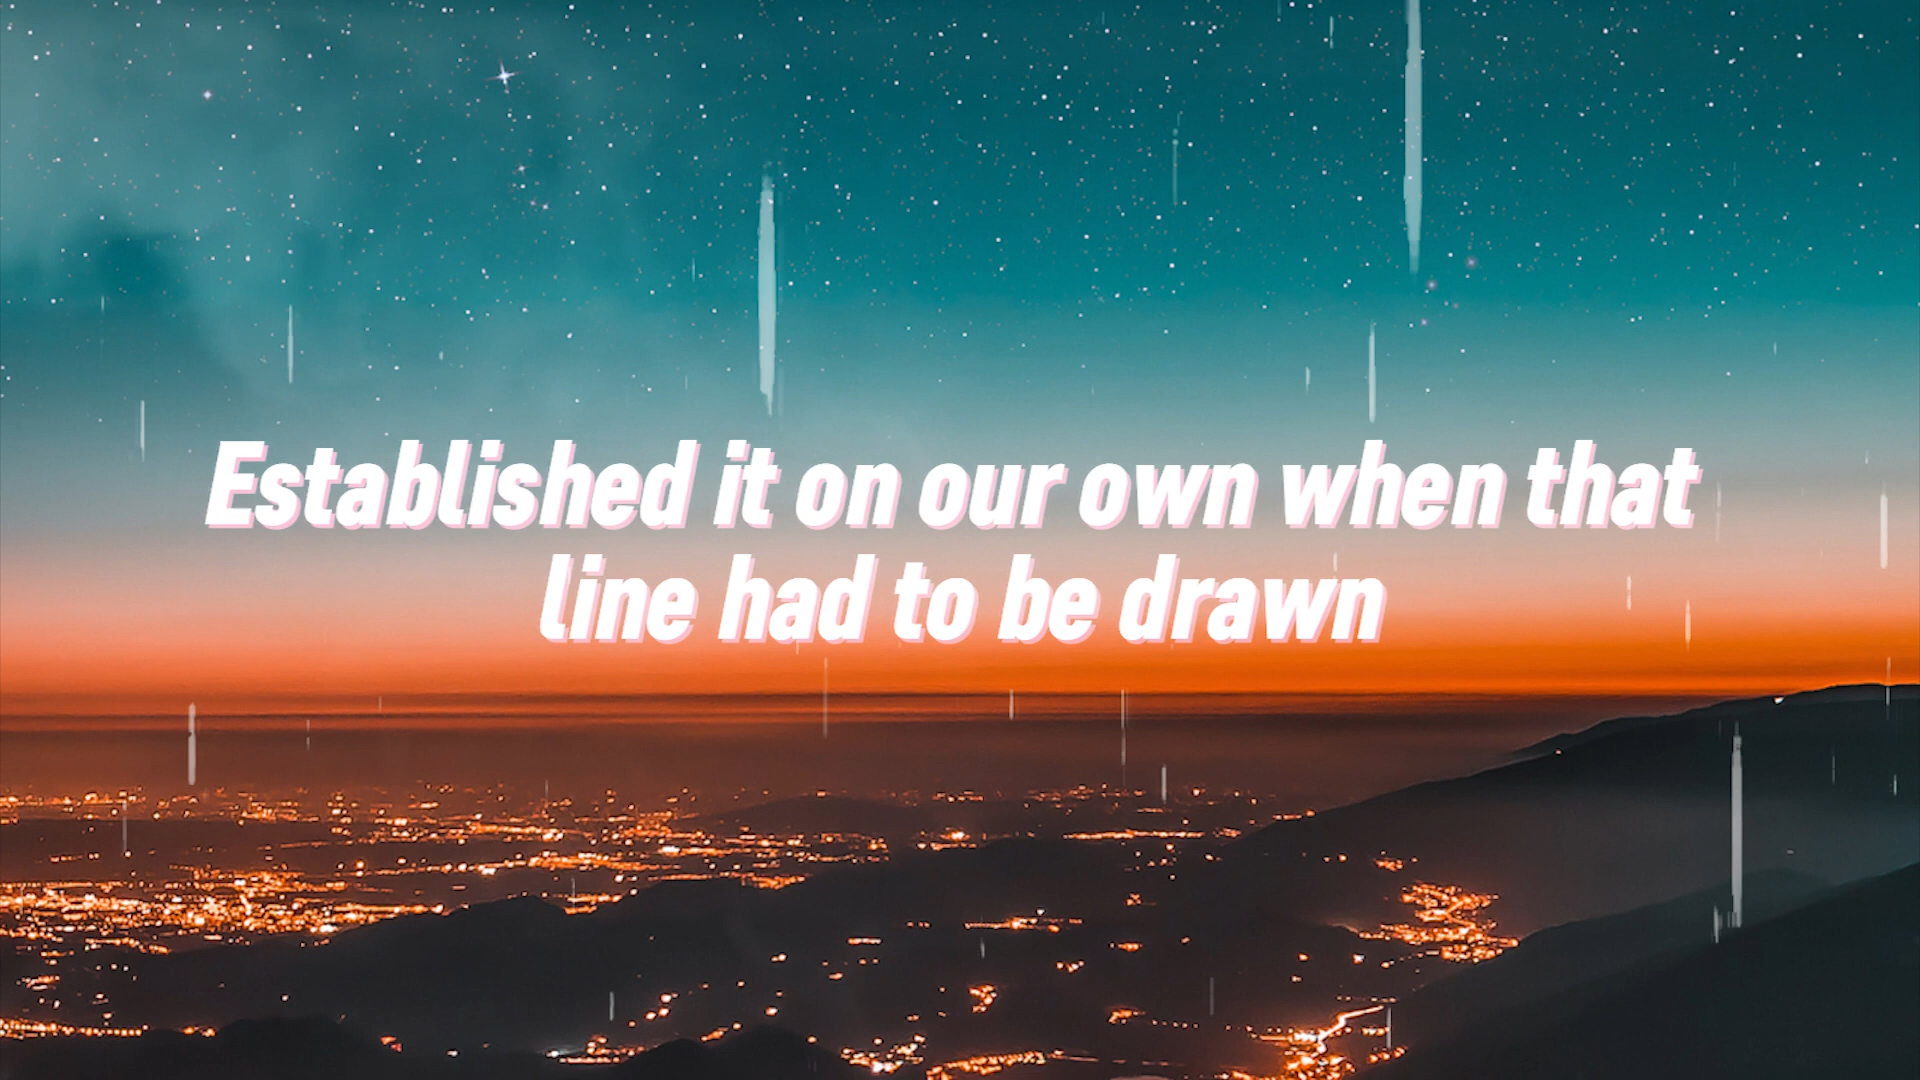 Established it on our own when that
line had to be drawn